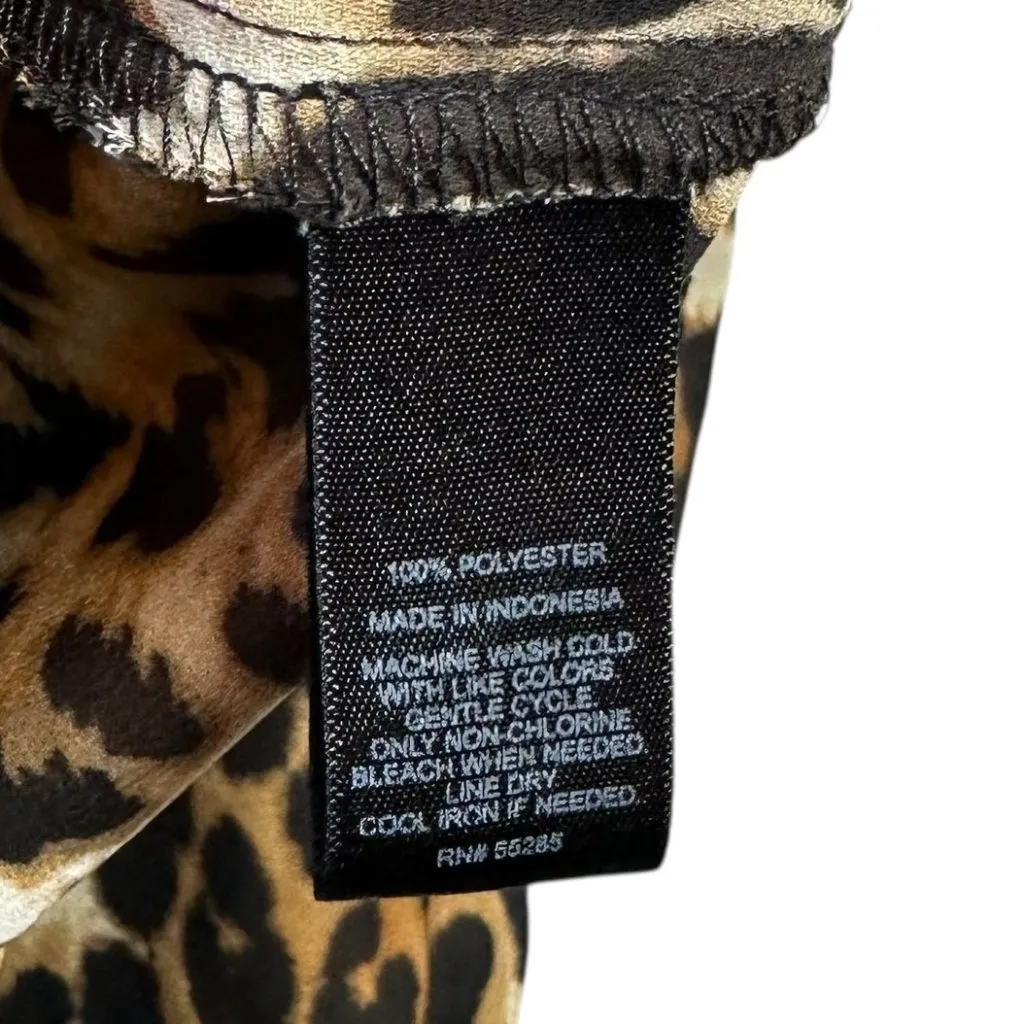 100% POLYESTER
MADE IN INDONESIA
MACHINE WASH COLD
WITH LIKE COLORS.
GENTLE CYCLE.
ONLY NON-CHLORINE
BLEACH WHEN NEEDED.
LINE DRY
COOL IRON IF NEEDED.
RN# 55285